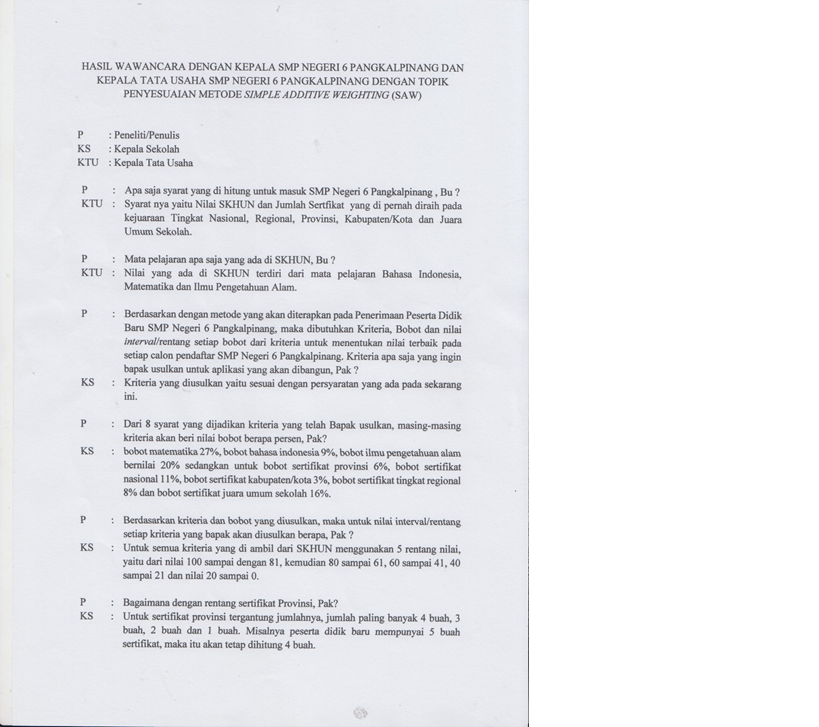 HASIL WAWANCARA DENGAN KEPALA SMP NEGERI 6 PANGKALPINANG DAN
KEPALA TATA USAHA SMP NEGERI 6 PANGKALPINANG DENGAN TOPIK
PENYESUAIAN METODE SIMPLE ADDITIVE WEIGHTING (SAW)
P : Peneliti/Penulis
KS : Kepala Sekolah
KTU : Kepala Tata Usaha
P : Apa saja syarat yang di hitung untuk masuk SMP Negeri 6 Pangkalpinang , Bu ?
KTU : Syarat nya yaitu Nilai SKHUN dan Jumlah Sertfikat yang di pernah diraih pada
kejuaraan Tingkat Nasional, Regional, Provinsi, Kabupaten/Kota dan Juara
Umum Sekolah.
P : Mata pelajaran apa saja yang ada di SKHUN, Bu ?
KTU : Nilai yang ada di SKHUN terdiri dari mata pelajaran Bahasa Indonesia,
Matematika dan Ilmu Pengetahuan Alam.
P : Berdasarkan dengan metode yang akan diterapkan pada Penerimaan Peserta Didik
Baru SMP Negeri 6 Pangkalpinang, maka dibutuhkan Kriteria, Bobot dan nilai
interval/rentang setiap bobot dari kriteria untuk menentukan nilai terbaik pada
setiap calon pendaftar SMP Negeri 6 Pangkalpinang. Kriteria apa saja yang ingin
bapak usulkan untuk aplikasi yang akan dibangun, Pak ?
KS : Kriteria yang diusulkan yaitu sesuai dengan persyaratan yang ada pada sekarang
ini.
P : Dari 8 syarat yang dijadikan kriteria yang telah Bapak usulkan, masing-masing
kriteria akan beri nilai bobot berapa persen, Pak?
KS : bobot matematika 27%, bobot bahasa indonesia 9%, bobot ilmu pengetahuan alam
bernilai 20% sedangkan untuk bobot sertifikat provinsi 6%, bobot sertifikat
nasional 11%, bobot sertifikat kabupaten/kota 3%, bobot sertifikat tingkat regional
8% dan bobot sertifikat juara umum sekolah 16%.
P : Berdasarkan kriteria dan bobot yang diusulkan, maka untuk nilai interval/rentang
setiap kriteria yang bapak akan diusulkan berapa, Pak ?
KS : Untuk semua kriteria yang di ambil dari SKHUN menggunakan 5 rentang nilai,
yaitu dari nilai 100 sampai dengan 81, kemudian 80 sampai 61, 60 sampai 41, 40
sampai 21 dan nilai 20 sampai 0.
P : Bagaimana dengan rentang sertifikat Provinsi, Pak?
KS : Untuk sertifikat provinsi tergantung jumlahnya, jumlah paling banyak 4 buah, 3
buah, 2 buah dan 1 buah. Misalnya peserta didik baru mempunyai 5 buah
sertifikat, maka itu akan tetap dihitung 4 buah.